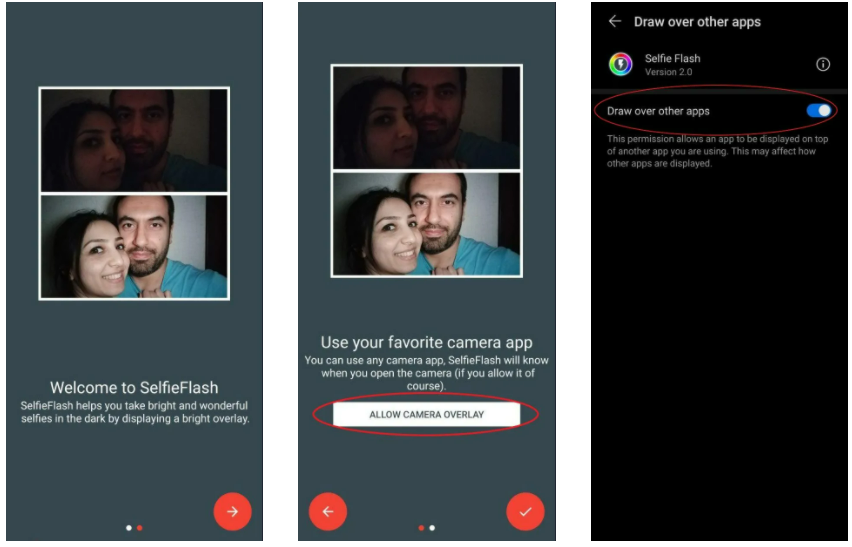 Welcome to SelfieFlash
SelfieFlash helps you take bright and wonderful
selfies in the dark by displaying a bright overlay.
Use your favorite camera app
You can use any camera app, SelfieFlash will know
when you open the camera (if you allow it of
course).
ALLOW CAMERA OVERLAY
Draw over other apps
Selfie Flash
Version 2.0
Draw over other apps
This permission allows an app to be displayed on top
of another app you are using. This may affect how
other apps are displayed.